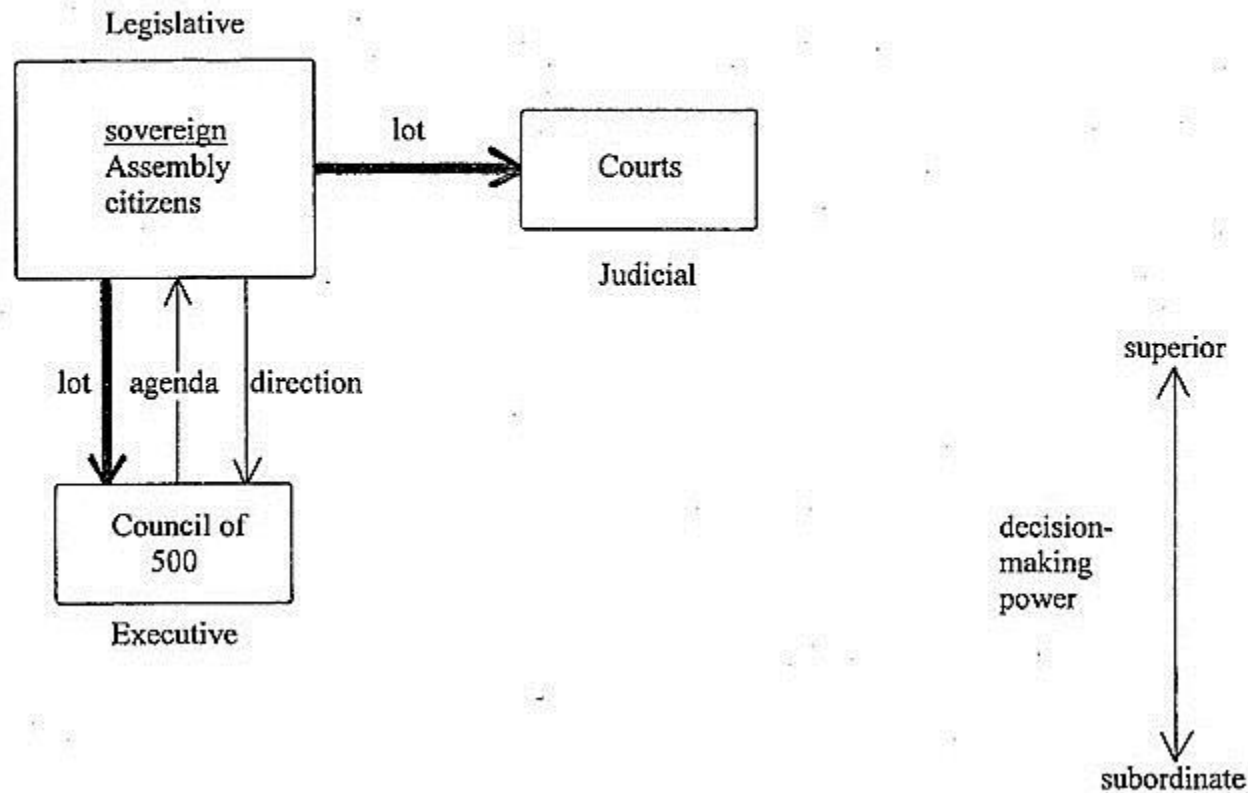 Legislative
sovereign
Assembly
citizens
lot
Courts
Judicial
lot
agenda
direction
Council of
500
Executive
superior
decision-
making
power
subordinate